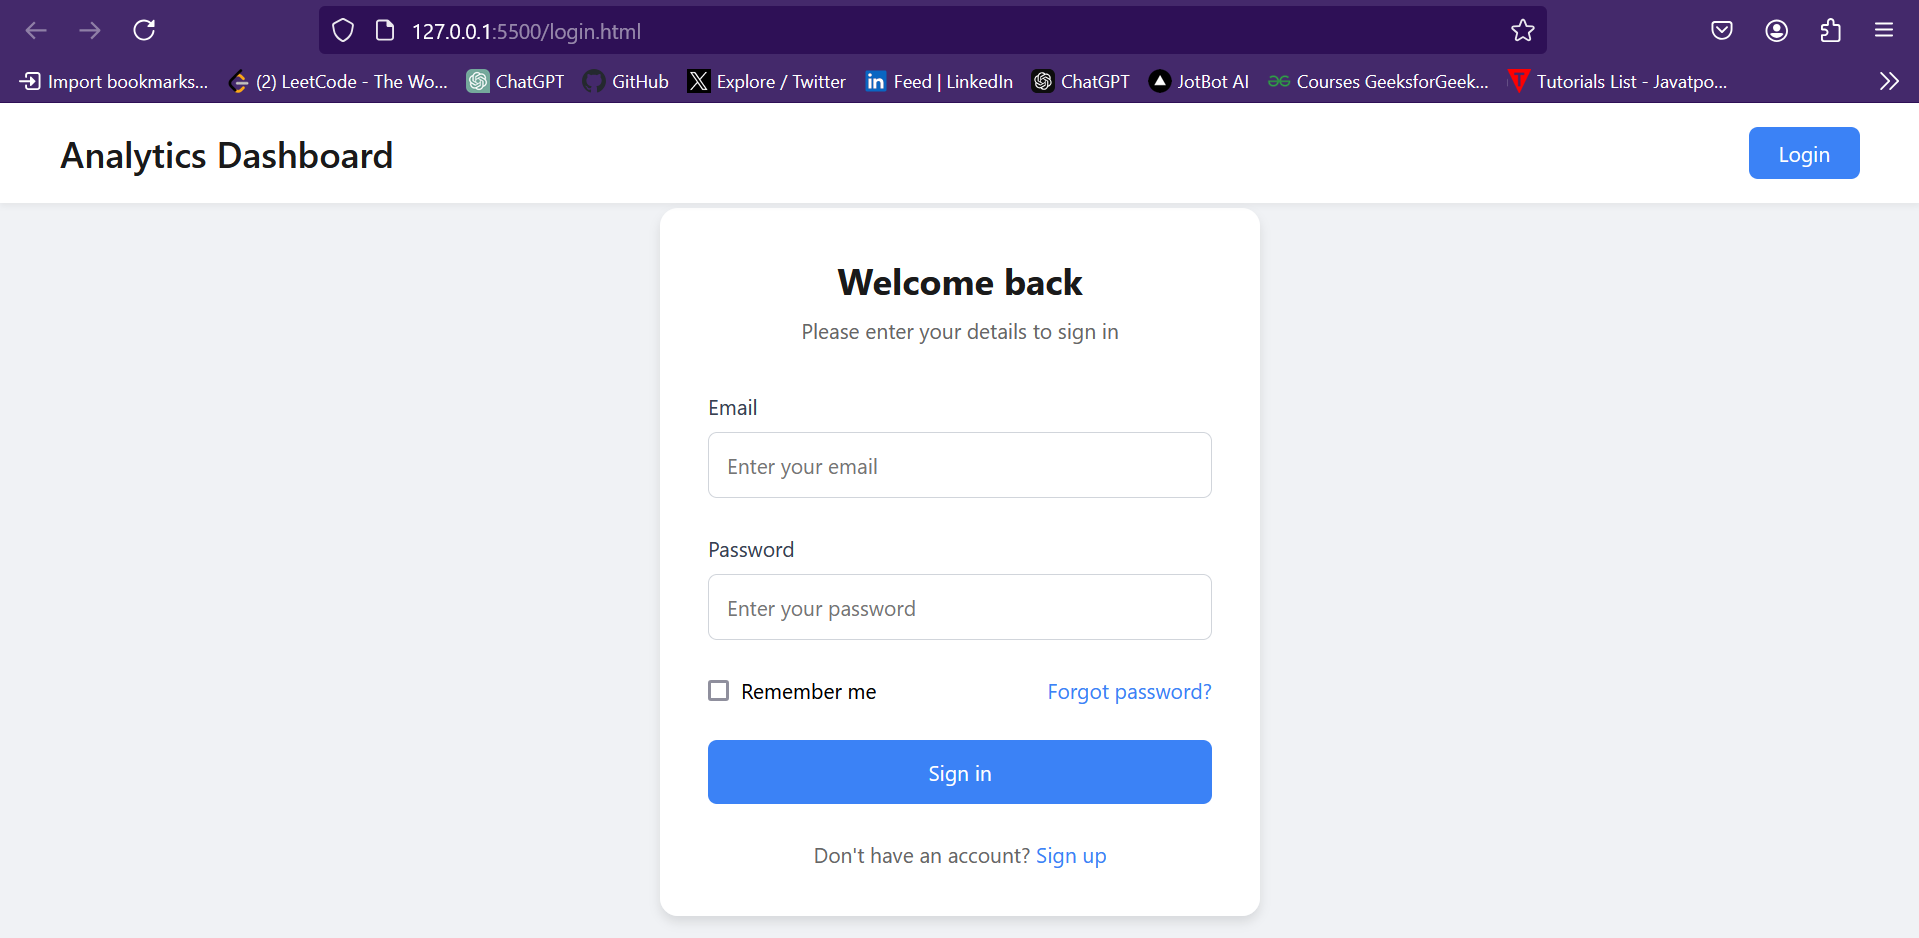 127.0.0.1:5500/login.html
Import bookmarks... (2) LeetCode - The Wo... ChatGPT GitHub Explore / Twitter Feed | LinkedIn ChatGPT JotBot AI Courses GeeksforGeek... Tutorials List - Javatpo...
Analytics Dashboard Login
Welcome back
Please enter your details to sign in
Email
Enter your email
Password
Enter your password
Remember me Forgot password?
Sign in
Don't have an account? Sign up